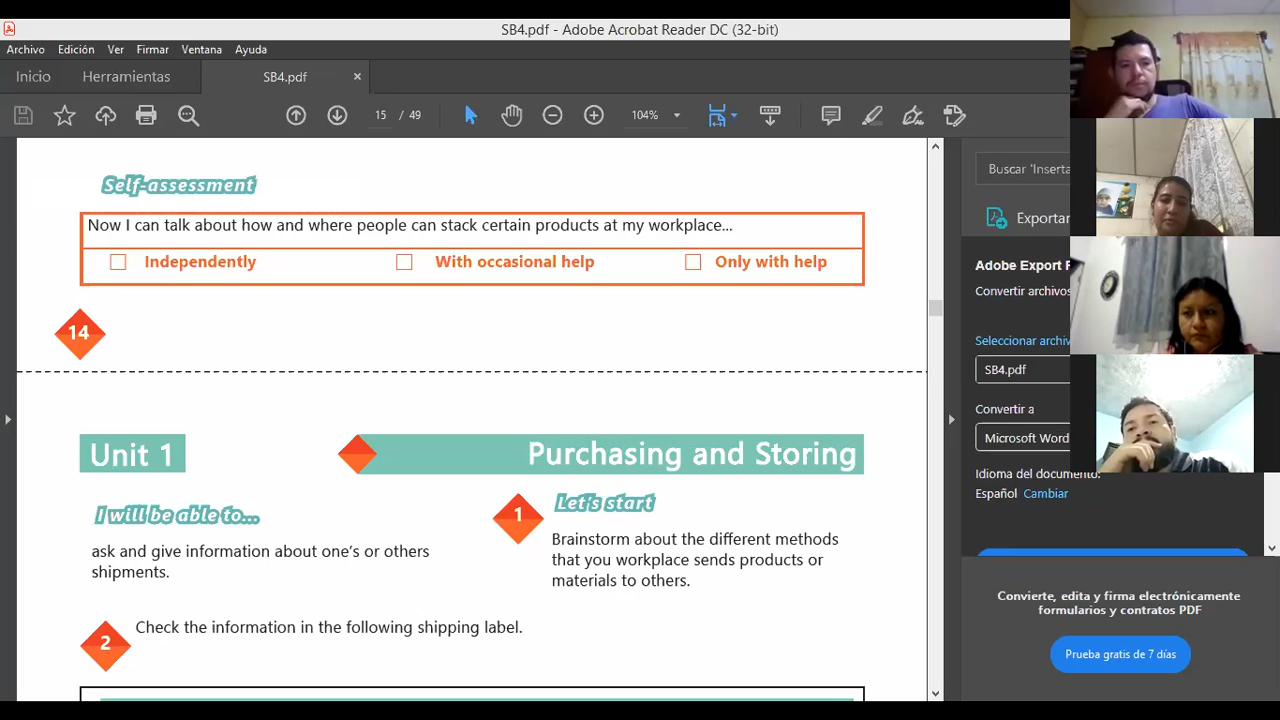 SB4.pdf - Adobe Acrobat Reader DC (32-bit)
Archivo Edición Ver Firmar Ventana Ayuda
Inicio Herramientas SB4.pdf ×
15 / 49 104%
Self-assessment
Now I can talk about how and where people can stack certain products at my workplace...
Independently With occasional help Only with help
14
Unit 1 Purchasing and Storing
I will be able to...
ask and give information about one's or others
shipments.
1 Let's start
Brainstorm about the different methods
that you workplace sends products or
materials to others.
2 Check the information in the following shipping label.
Buscar 'Inserta
Exportar
Adobe Export
Convertir archivos
Seleccionar archiv
SB4.pdf
Convertir a
Microsoft Word
Idioma del documento:
Español Cambiar
Convierte, edita y firma electrónicamente
formularios y contratos PDF
Prueba gratis de 7 días